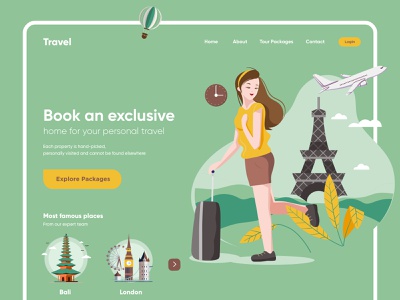 Travel
Home About Tour Packages Contact Login
Book an exclusive
home for your personal travel
Each property is hand-picked
personally visited and cannot be found elsewhere
Explore Packages
Most famous places
From our expert team
Bali London